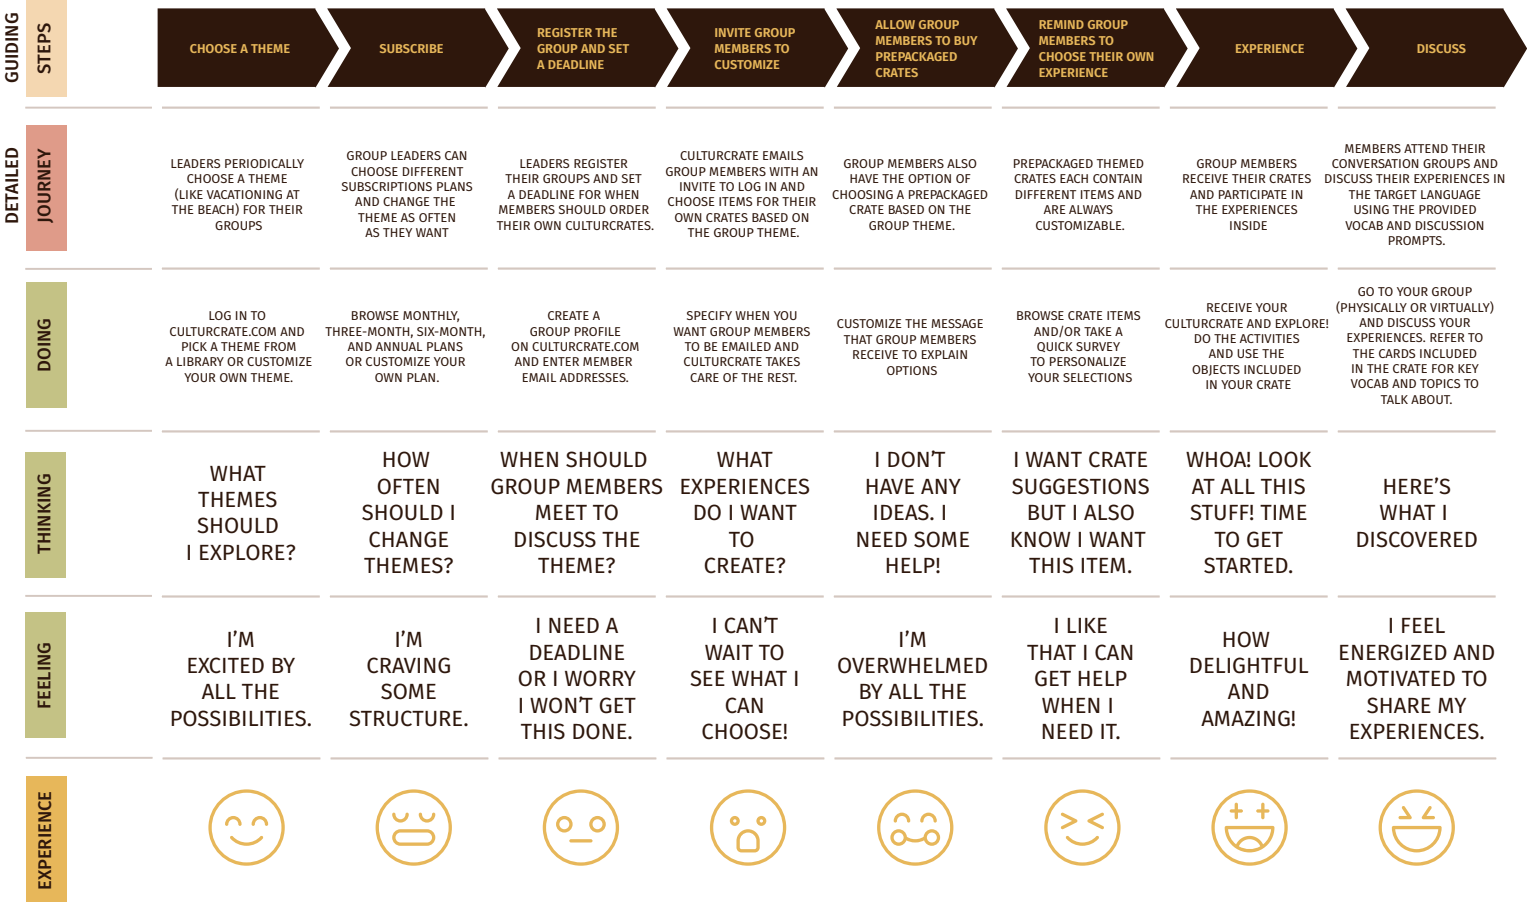 GUIDING
STEPS
CHOOSE A THEME
SUBSCRIBE
REGISTER THE
GROUP AND SET
A DEADLINE
INVITE GROUP
MEMBERS TO
CUSTOMIZE
ALLOW GROUP
MEMBERS TO BUY
PREPACKAGED
CRATES
REMIND GROUP
MEMBERS TO
CHOOSE THEIR OWN
EXPERIENCE
EXPERIENCE
DISCUSS
DETAILED
JOURNEY
LEADERS PERIODICALLY
CHOOSE A THEME
(LIKE VACATIONING AT
THE BEACH) FOR THEIR
GROUPS
GROUP LEADERS CAN
CHOOSE DIFFERENT
SUBSCRIPTIONS PLANS
AND CHANGE THE
THEME AS OFTEN
AS THEY WANT
LEADERS REGISTER
THEIR GROUPS AND SET
A DEADLINE FOR WHEN
MEMBERS SHOULD ORDER
THEIR OWN CULTURCRATES.
CULTURCRATE EMAILS
GROUP MEMBERS WITH AN
INVITE TO LOG IN AND
CHOOSE ITEMS FOR THEIR
OWN CRATES BASED ON
THE GROUP THEME.
GROUP MEMBERS ALSO
HAVE THE OPTION OF
CHOOSING A PREPACKAGED
CRATE BASED ON THE
GROUP THEME.
PREPACKAGED THEMED
CRATES EACH CONTAIN
DIFFERENT ITEMS AND
ARE ALWAYS
CUSTOMIZABLE.
GROUP MEMBERS
RECEIVE THEIR CRATES
AND PARTICIPATE IN
THE EXPERIENCES
INSIDE
MEMBERS ATTEND THEIR
CONVERSATION GROUPS AND
DISCUSS THEIR EXPERIENCES IN
THE TARGET LANGUAGE
USING THE PROVIDED
VOCAB AND DISCUSSION
PROMPTS.
DOING
LOG IN TO
CULTURCRATE.COM AND
PICK A THEME FROM
A LIBRARY OR CUSTOMIZE
YOUR OWN THEME.
BROWSE MONTHLY,
THREE-MONTH, SIX-MONTH,
AND ANNUAL PLANS
OR CUSTOMIZE YOUR
OWN PLAN.
CREATE A
GROUP PROFILE
ON CULTURCRATE.COM
AND ENTER MEMBER
EMAIL ADDRESSES.
SPECIFY WHEN YOU
WANT GROUP MEMBERS
TO BE EMAILED AND
CULTURCRATE TAKES
CARE OF THE REST.
CUSTOMIZE THE MESSAGE
THAT GROUP MEMBERS
RECEIVE TO EXPLAIN
OPTIONS
BROWSE CRATE ITEMS
AND/OR TAKE A
QUICK SURVEY
TO PERSONALIZE
YOUR SELECTIONS
RECEIVE YOUR
CULTURCRATE AND EXPLORE!
DO THE ACTIVITIES
AND USE THE
OBJECTS INCLUDED
IN YOUR CRATE
GO TO YOUR GROUP
(PHYSICALLY OR VIRTUALLY)
AND DISCUSS YOUR
EXPERIENCES. REFER TO
THE CARDS INCLUDED
IN THE CRATE FOR KEY
VOCAB AND TOPICS TO
TALK ABOUT.
THINKING
WHAT
THEMES
SHOULD
I EXPLORE?
HOW
OFTEN
SHOULD I
CHANGE
THEMES?
WHEN SHOULD
GROUP MEMBERS
MEET TO
DISCUSS THE
THEME?
WHAT
EXPERIENCES
DO I WANT
TO
CREATE?
I DON'T
HAVE ANY
IDEAS. I
NEED SOME
HELP!
I WANT CRATE
SUGGESTIONS
BUT I ALSO
KNOW I WANT
THIS ITEM.
WHOA! LOOK
AT ALL THIS
STUFF! TIME
TO GET
STARTED.
HERE'S
WHAT I
DISCOVERED
FEELING
I'M
EXCITED BY
ALL THE
POSSIBILITIES.
I'M
CRAVING
SOME
STRUCTURE.
I NEED A
DEADLINE
OR I WORRY
I WON'T GET
THIS DONE.
I CAN'T
WAIT TO
SEE WHAT I
CAN
CHOOSE!
I'M
OVERWHELMED
BY ALL THE
POSSIBILITIES.
I LIKE
THAT I CAN
GET HELP
WHEN I
NEED IT.
HOW
DELIGHTFUL
AND
AMAZING!
I FEEL
ENERGIZED AND
MOTIVATED TO
SHARE MY
EXPERIENCES.
EXPERIENCE